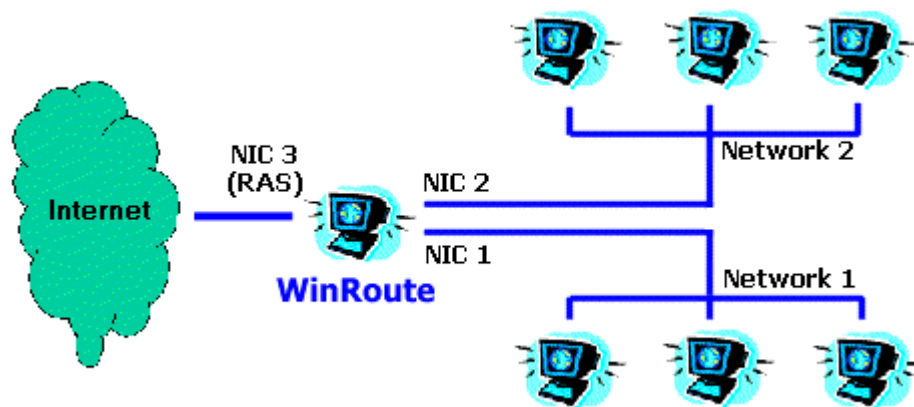 Network 2
NIC 3
(RAS)
NIC 2
Internet
NIC 1
WinRoute
Network 1